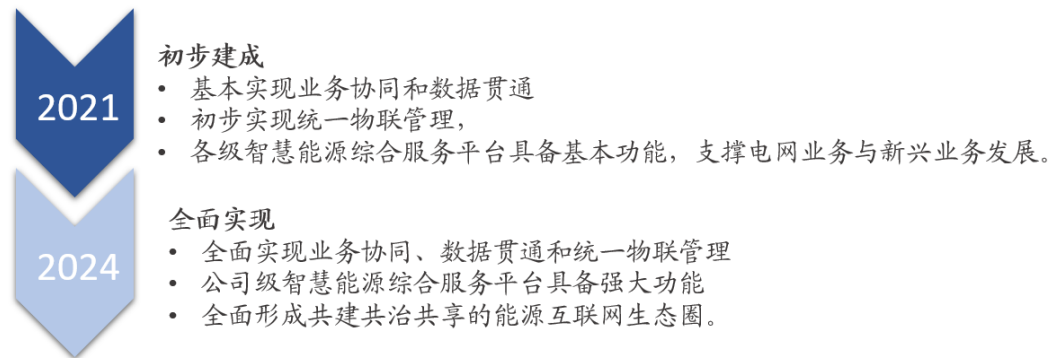 2021
初步建成
• 基本实现业务协同和数据贯通
• 初步实现统一物联管理，
• 各级智慧能源综合服务平台具备基本功能，支撑电网业务与新兴业务发展。
2024
全面实现
• 全面实现业务协同、数据贯通和统一物联管理
• 公司级智慧能源综合服务平台具备强大功能
• 全面形成共建共治共享的能源互联网生态圈。